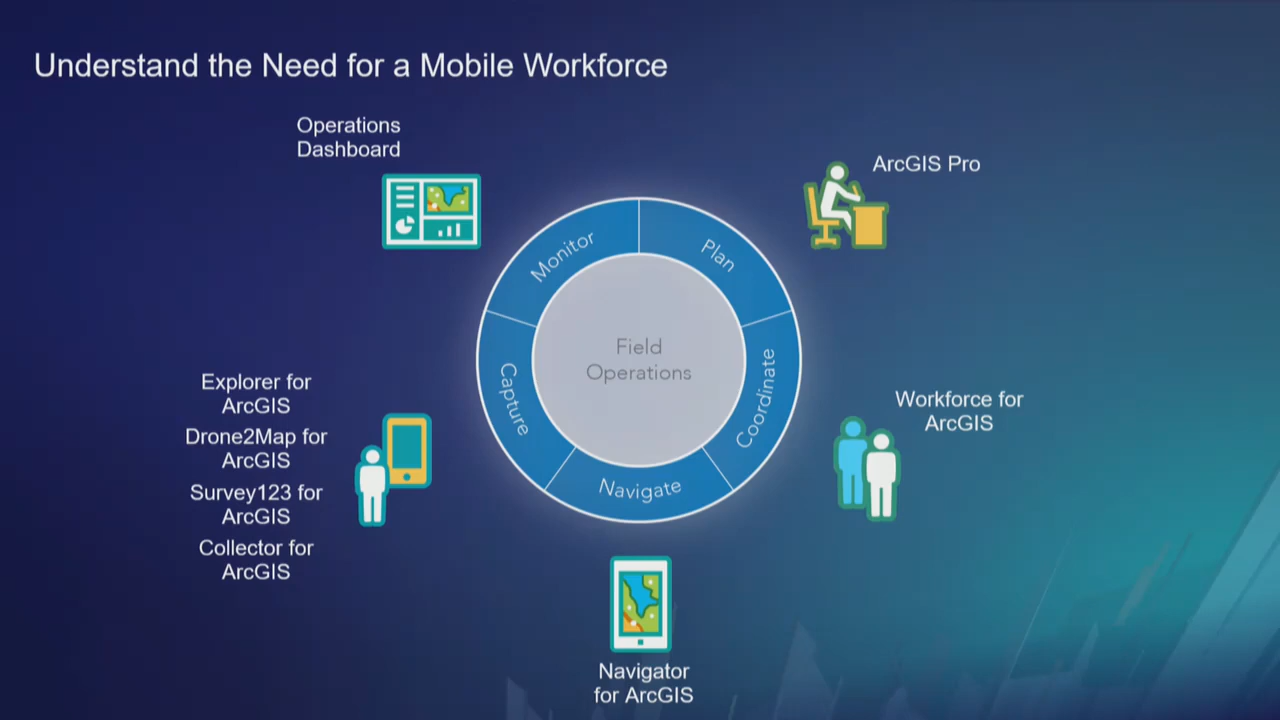 Understand the Need for a Mobile Workforce
Operations
Dashboard
ArcGIS Pro
Monitor
Plan
Field
Operations
Capture
Coordinate
Navigate
Explorer for
ArcGIS
Drone2Map for
ArcGIS
Survey123 for
ArcGIS
Collector for
ArcGIS
Workforce for
ArcGIS
Navigator
for ArcGIS